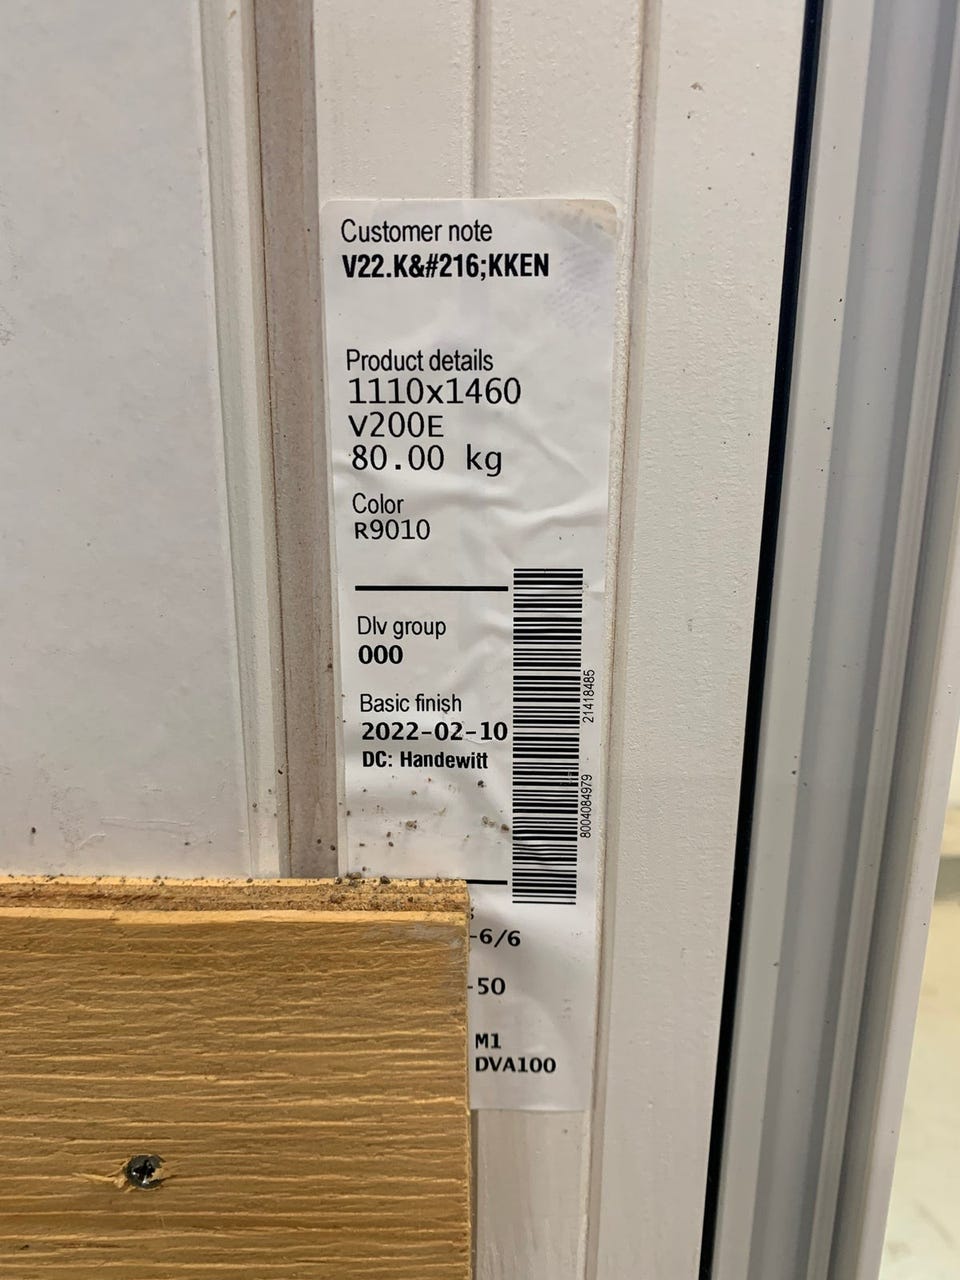 Customer note
V22.K&#216;KKEN
Product details
1110x1460
V200E
80.00 kg
Color
R9010
Dlv group
000
Basic finish
2022-02-10
DC: Handewitt
21418485
8004084979
-6/6
-50
M1
DVA100